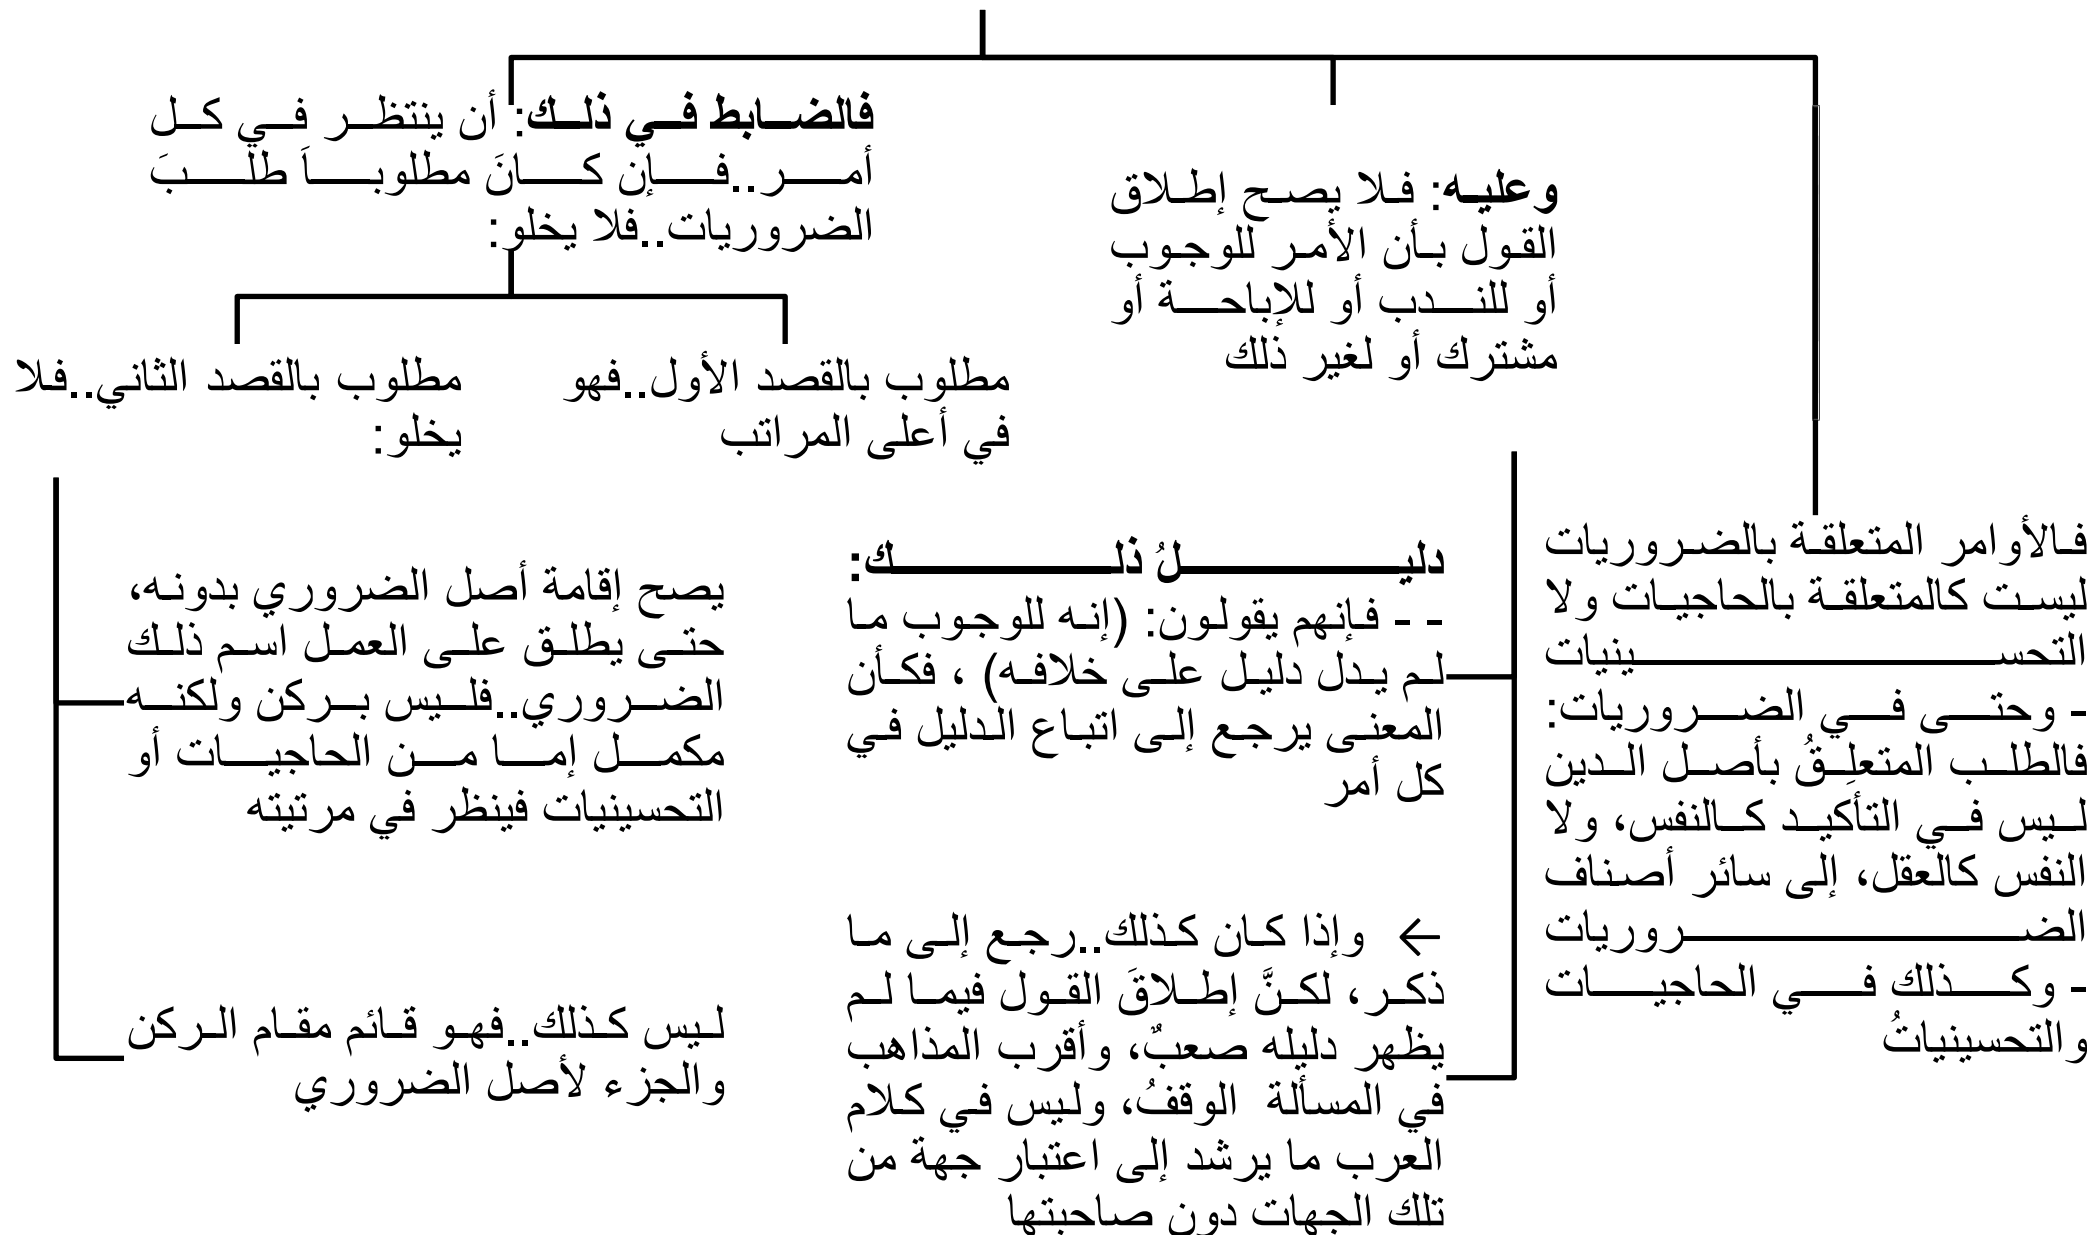 فالأوامر المتعلقة بالضروريات
ليست كالمتعلقة بالحاجيات ولا
التحسينيات
- وحتى في الضروريات:
فالطلب المتعلِقُ بأصل الدين
ليس في التأكيد كالنفس، ولا
النفس كالعقل، إلى سائر أصناف
الضروريات
- وكذلك في الحاجيات
والتحسينياتُ
وعليه: فلا يصح إطلاق
القول بأن الأمر للوجوب
أو للندب أو للإباحة أو
مشترك أو لغير ذلك
دليلُ ذلك:
- - فإنهم يقولون: (إنه للوجوب ما
لم يدل دليل على خلافه) ، فكأن
المعنى يرجع إلى اتباع الدليل في
كل أمر
← وإذا كان كذلك..رجع إلى ما
ذكر، لكنَّ إطلاقَ القول فيما لم
يظهر دليله صعبٌ، وأقرب المذاهب
في المسألة الوقفُ، وليس في كلام
العرب ما يرشد إلى اعتبار جهة من
تلك الجهات دون صاحبتها
فالضابط في ذلك: أن ينتظر في كل
أمر..فإن كانَ مطلوباَ طلبَ
الضروريات..فلا يخلو:
مطلوب بالقصد الأول..فهو
في أعلى المراتب
مطلوب بالقصد الثاني..فلا
يخلو:
يصح إقامة أصل الضروري بدونه،
حتى يطلق على العمل اسم ذلك
الضروري..فليس بركن ولكنه
مكمل إما من الحاجيات أو
التحسينيات فينظر في مرتيته
ليس كذلك..فهو قائم مقام الركن
والجزء لأصل الضروري